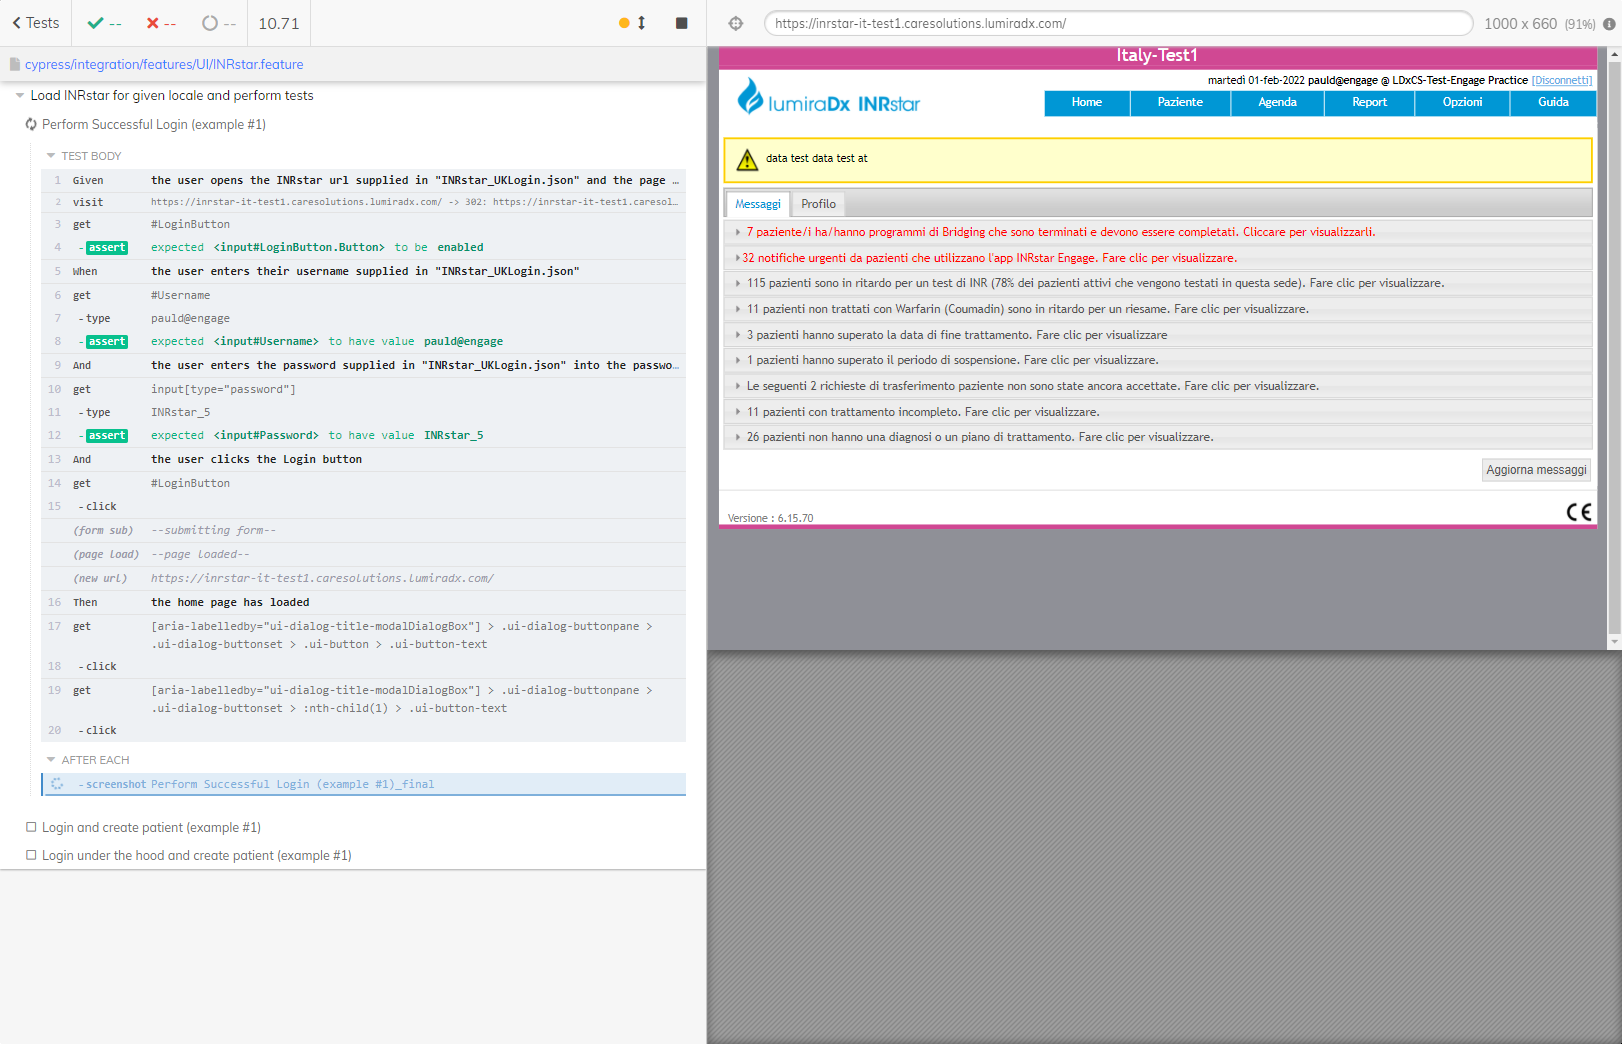 Tests
--
--
--
10.71
cypress/integration/features/UI/INRstar.feature
Load INRstar for given locale and perform tests
Perform Successful Login (example #1)
TEST BODY
1 Given the user opens the INRstar url supplied in "INRstar_UKLogin.json" and the page …
2 visit https://inrstar-it-test1.caresolutions.lumiradx.com/ -> 302: https://inrstar-it-test1.caresol…
3 get #LoginButton
4 -assert expected <input#LoginButton.Button> to be enabled
5 When the user enters their username supplied in "INRstar_UKLogin.json"
6 get #Username
7 -type pauld@engage
8 -assert expected <input#Username> to have value pauld@engage
9 And the user enters the password supplied in "INRstar_UKLogin.json" into the passwo…
10 get input[type="password"]
11 -type INRstar_5
12 -assert expected <input#Password> to have value INRstar_5
13 And the user clicks the Login button
14 get #LoginButton
15 -click
(form sub) --submitting form--
(page load) --page loaded--
(new url) https://inrstar-it-test1.caresolutions.lumiradx.com/
16 Then the home page has loaded
17 get [aria-labelledby="ui-dialog-title-modalDialogBox"] > .ui-dialog-buttonpane >
.ui-dialog-buttonset > .ui-button > .ui-button-text
18 -click
19 get [aria-labelledby="ui-dialog-title-modalDialogBox"] > .ui-dialog-buttonpane >
.ui-dialog-buttonset > :nth-child(1) > .ui-button-text
20 -click
AFTER EACH
-screenshot Perform Successful Login (example #1)_final
Login and create patient (example #1)
Login under the hood and create patient (example #1)
https://inrstar-it-test1.caresolutions.lumiradx.com/
1000 x 660 (91%)
Italy-Test1
martedì 01-feb-2022 pauld@engage @ LDxCS-Test-Engage Practice [Disconnetti]
lumiraDx INRstar
Home Paziente Agenda Report Opzioni Guida
data test data test at
Messaggi Profilo
7 paziente/i ha/hanno programmi di Bridging che sono terminati e devono essere completati. Cliccare per visualizzarli.
32 notifiche urgenti da pazienti che utilizzano l'app INRstar Engage. Fare clic per visualizzare.
115 pazienti sono in ritardo per un test di INR (78% dei pazienti attivi che vengono testati in questa sede). Fare clic per visualizzare.
11 pazienti non trattati con Warfarin (Coumadin) sono in ritardo per un riesame. Fare clic per visualizzare.
3 pazienti hanno superato la data di fine trattamento. Fare clic per visualizzare
1 pazienti hanno superato il periodo di sospensione. Fare clic per visualizzare.
Le seguenti 2 richieste di trasferimento paziente non sono state ancora accettate. Fare clic per visualizzare.
11 pazienti con trattamento incompleto. Fare clic per visualizzare.
26 pazienti non hanno una diagnosi o un piano di trattamento. Fare clic per visualizzare.
Aggiorna messaggi
Versione : 6.15.70
CE